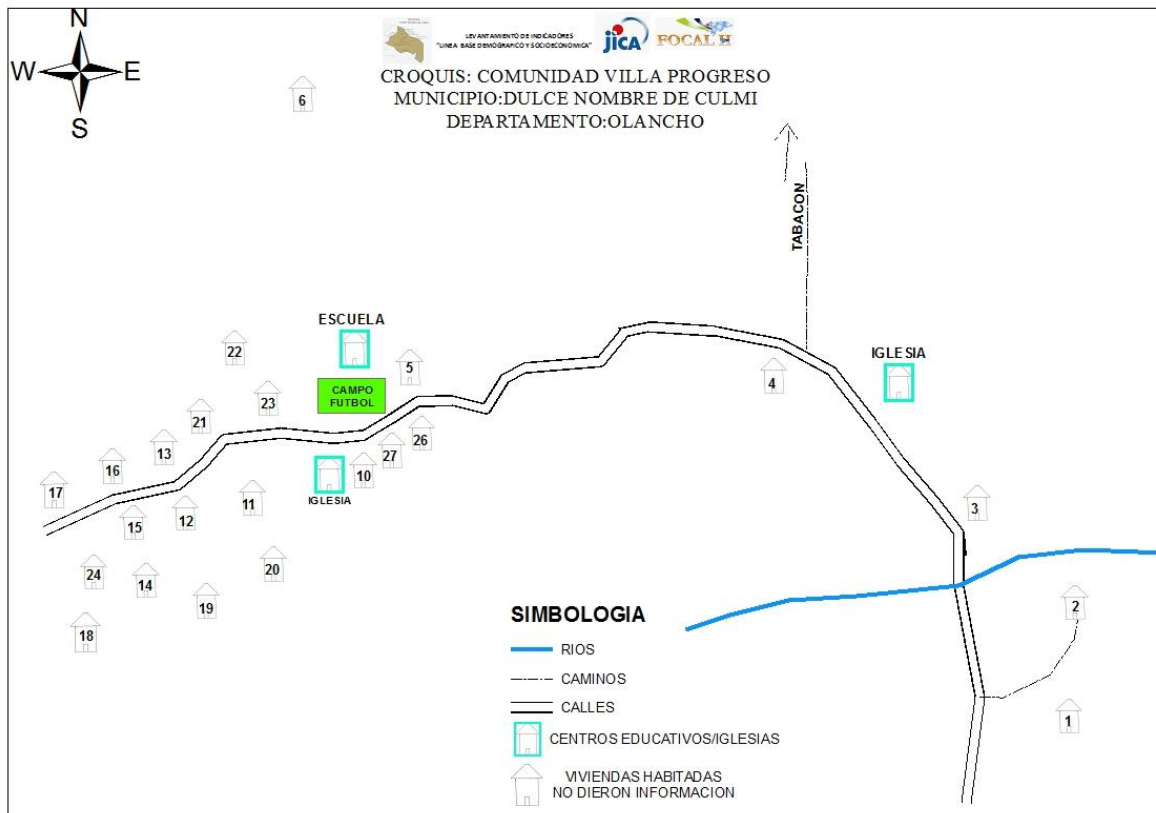 N
W E
S
LEVANTAMIENTO DE INDICADORES
"LINEA BASE DEMOGRAFICO Y SOCIOECONOMICA"
JICA
FOCAL II
CROQUIS: COMUNIDAD VILLA PROGRESO
MUNICIPIO:DULCE NOMBRE DE CULMI
DEPARTAMENTO:OLANCHO
6
TABACON
ESCUELA
22
5
IGLESIA
4
CAMPO
FUTBOL
23
21
26
13
27
16
10
17
IGLESIA
11
3
12
15
20
24
14
19
2
18
1
SIMBOLOGIA
RIOS
CAMINOS
CALLES
CENTROS EDUCATIVOS/IGLESIAS
VIVIENDAS HABITADAS
NO DIERON INFORMACION